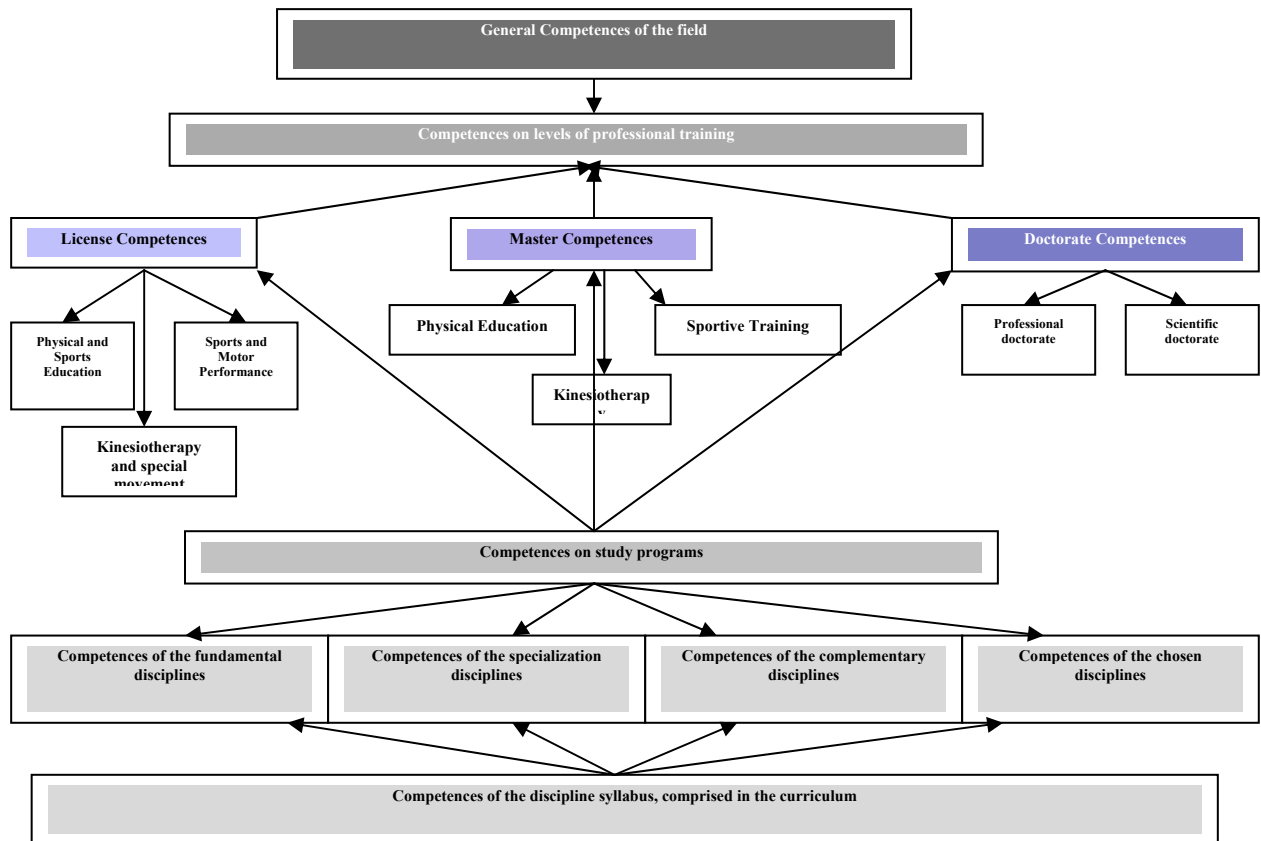 General Competences of the field
Competences on levels of professional training
License Competences
Master Competences
Doctorate Competences
Physical and
Sports
Education
Sports and
Motor
Performance
Kinesiotherapy
and special
movement
Physical Education
Sportive Training
Kinesiotherap
y
Professional
doctorate
Scientific
doctorate
Competences on study programs
Competences of the fundamental
disciplines
Competences of the specialization
disciplines
Competences of the complementary
disciplines
Competences of the chosen
disciplines
Competences of the discipline syllabus, comprised in the curriculum